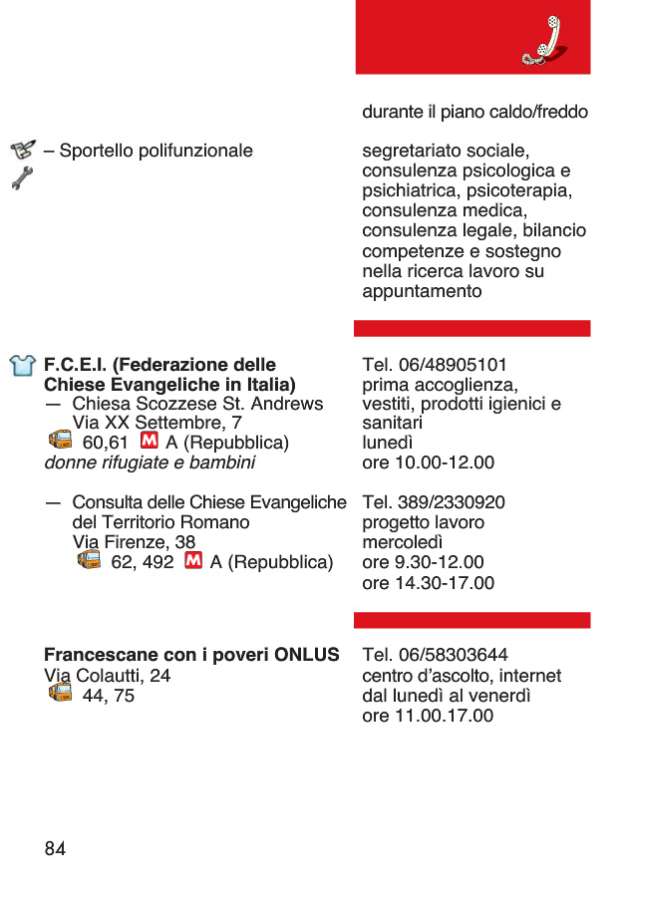 durante il piano caldo/freddo
– Sportello polifunzionale
segretariato sociale,
consulenza psicologica e
psichiatrica, psicoterapia,
consulenza medica,
consulenza legale, bilancio
competenze e sostegno
nella ricerca lavoro su
appuntamento
F.C.E.I. (Federazione delle
Chiese Evangeliche in Italia)
— Chiesa Scozzese St. Andrews
Via XX Settembre, 7
60,61 M A (Repubblica)
donne rifugiate e bambini
Tel. 06/48905101
prima accoglienza,
vestiti, prodotti igienici e
sanitari
lunedì
ore 10.00-12.00
— Consulta delle Chiese Evangeliche
del Territorio Romano
Via Firenze, 38
62, 492 M A (Repubblica)
Tel. 389/2330920
progetto lavoro
mercoledì
ore 9.30-12.00
ore 14.30-17.00
Francescane con i poveri ONLUS
Via Colautti, 24
44, 75
Tel. 06/58303644
centro d'ascolto, internet
dal lunedì al venerdì
ore 11.00.17.00
84